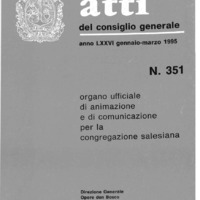 atti
del consiglio generale
anno LXXVI gennaio-marzo 1995
N. 351
organo ufficiale
di animazione
e di comunicazione
per la
congregazione salesiana
Direzione Generale
Opere don Bosco